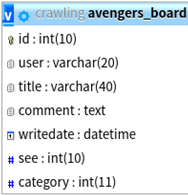 crawling avengers_board
id : int(10)
user : varchar(20)
title : varchar(40)
comment : text
writedate : datetime
# see : int(10)
# category : int(11)